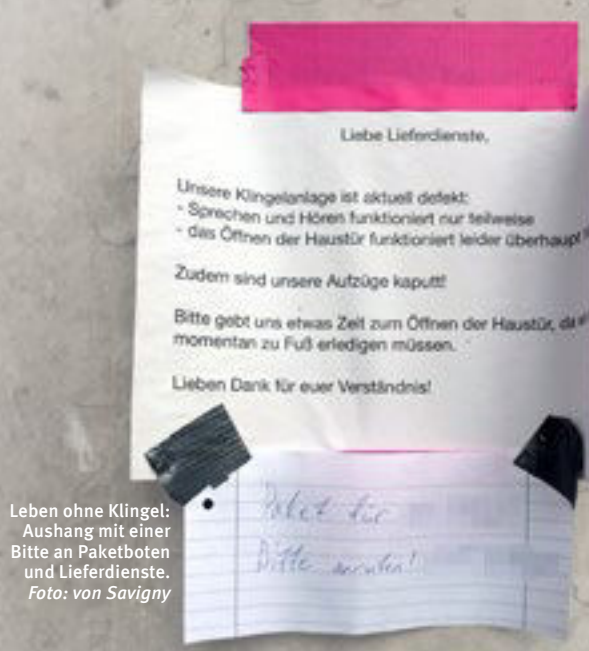 Liebe Lieferdienste,
Unsere Klingelanlage ist aktuell defekt:
- Sprechen und Hören funktioniert nur teilweise
- das Öffnen der Haustür funktioniert leider überhaupt
Zudem sind unsere Aufzüge kaputt!
Bitte gebt uns etwas Zeit zum Öffnen der Haustür, da
momentan zu Fuß erledigen müssen.
Lieben Dank für euer Verständnis!
Paket für
Bitte
Leben ohne Klingel:
Aushang mit einer
Bitte an Paketboten
und Lieferdienste.
Foto: von Savigny